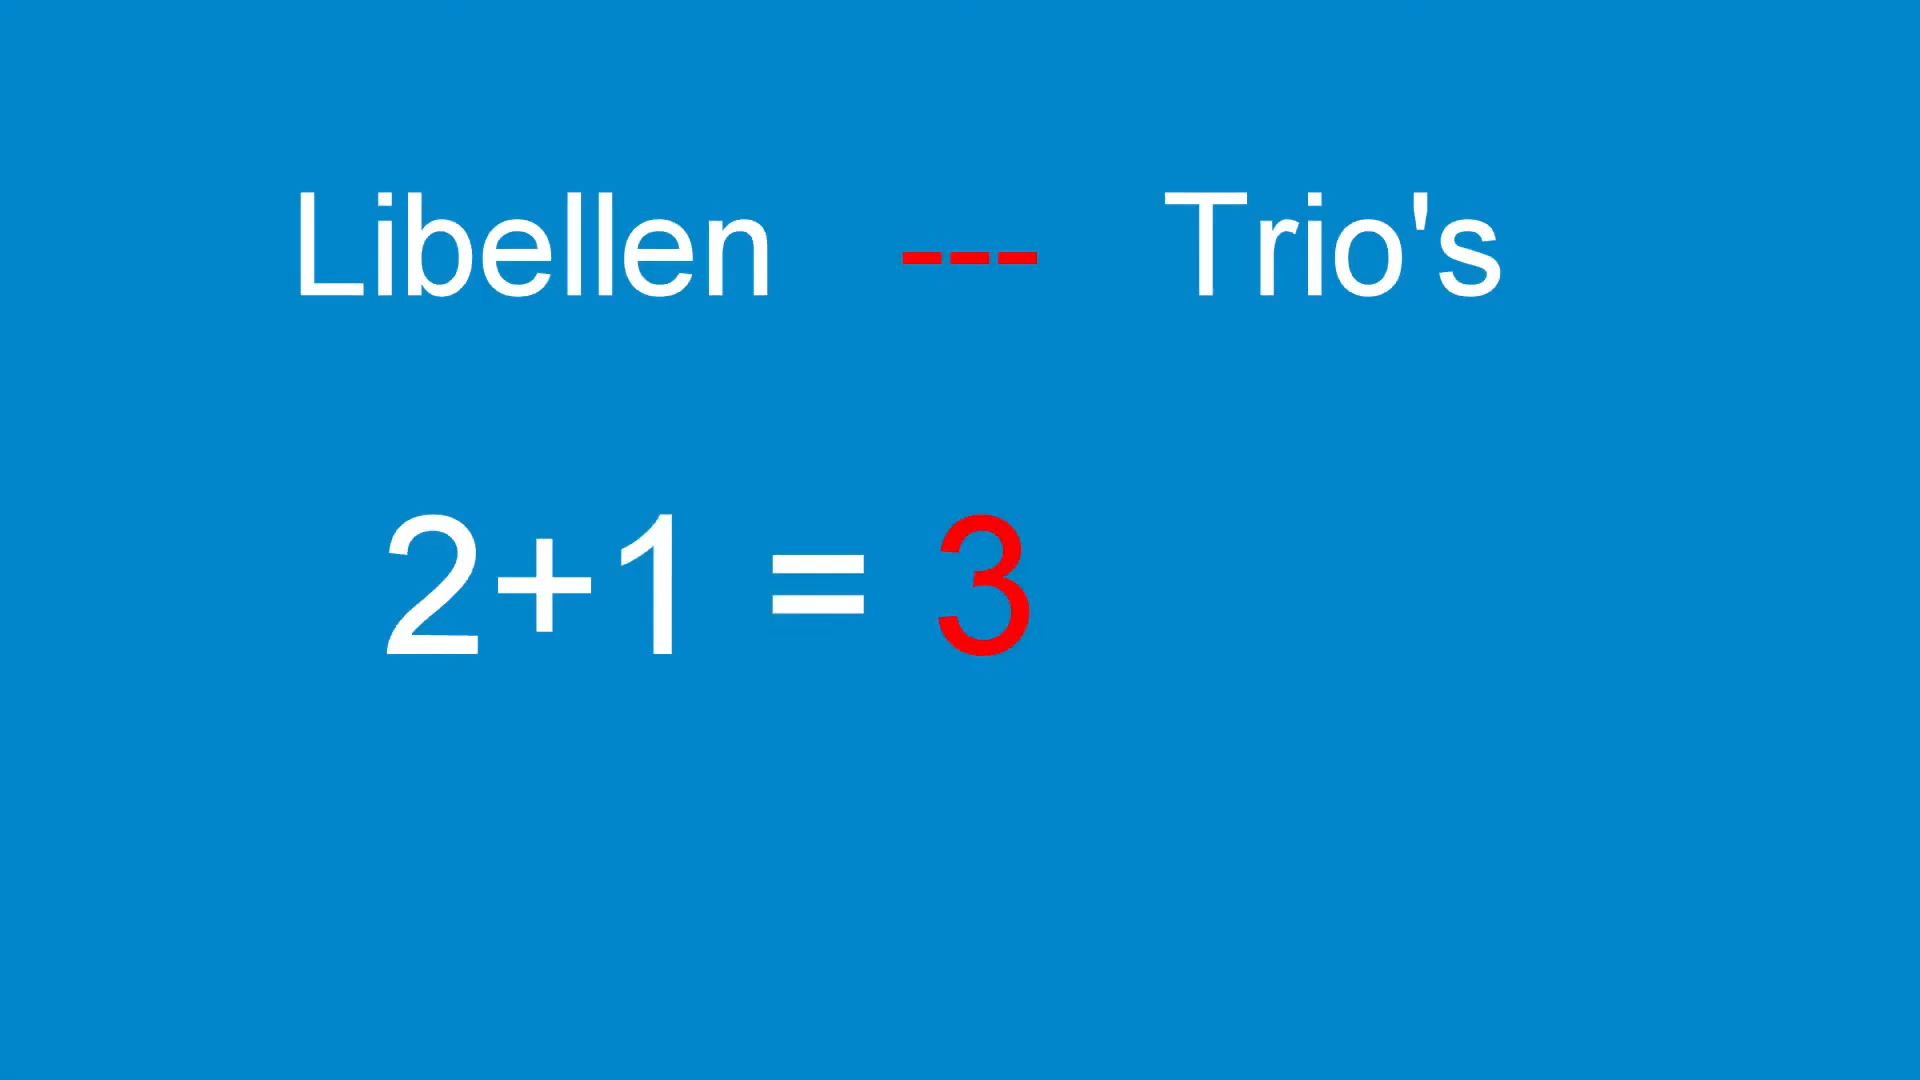 Libellen --- Trio's
2+1 = 3